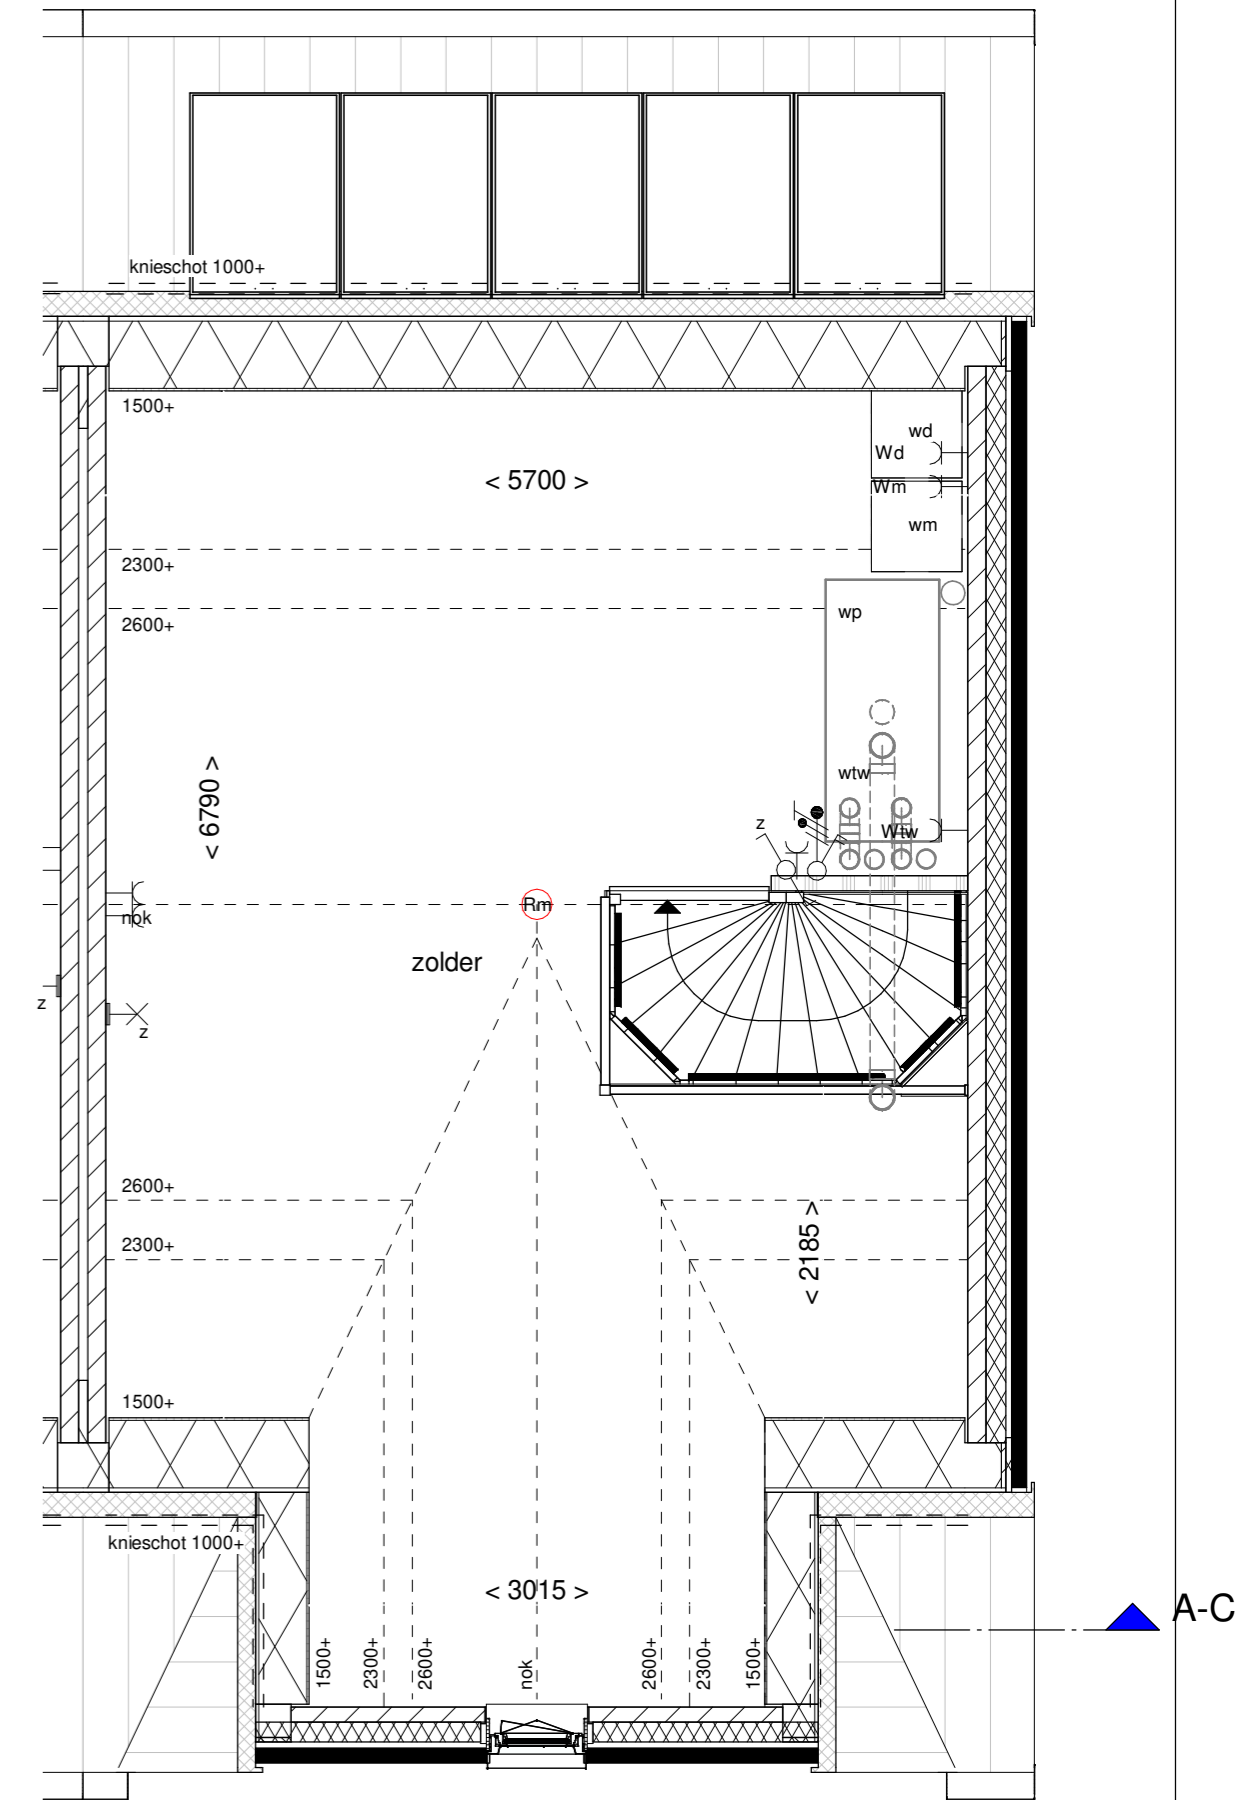 knieschot 1000+
1500+
wd
Wd
< 5700 >
Wm
wm
2300+
wp
2600+
< 6790 >
wtw
z
Wtw
Rm
nok
zolder
z
z
2600+
2300+
< 2185 >
1500+
knieschot 1000+
< 3015 >
A-C
1500+
2300+
2600+
nok
2600+
2300+
1500+